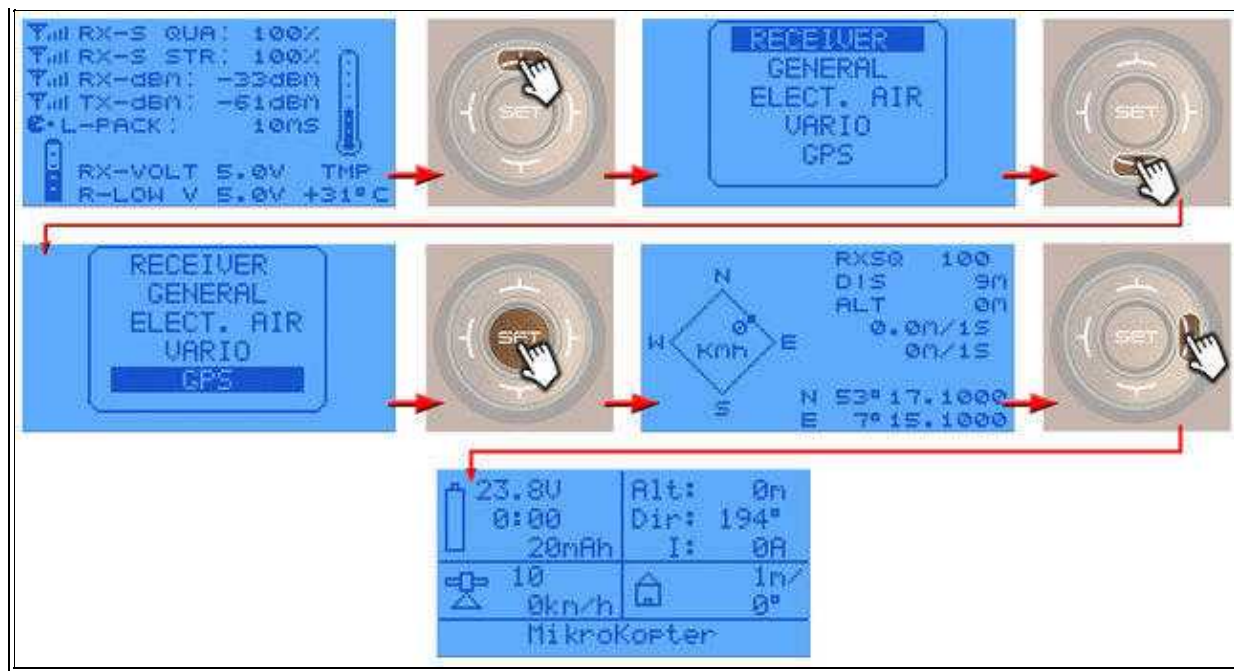 RX-S QUA: 100%
RX-S STR: 100%
RX-dBm: -33dBm
TX-dBm: -61dBm
L-PACK: 10mS
RX-VOLT 5.0V TMP
R-LOW V 5.0V +31°C
SET
RECEIVER
GENERAL
ELECT. AIR
VARIO
GPS
SET
RECEIVER
GENERAL
ELECT. AIR
VARIO
GPS
SET
N
W E
S
0°
Kmh
RXSQ 100
DIS 9m
ALT 0m
0.0m/1S
0m/1S
N 53°17.1000
E 7°15.1000
SET
23.8V
0:00
20mAh
Alt: 0m
Dir: 194°
I: 0A
10
0km/h
1m/
0°
MikroKopter